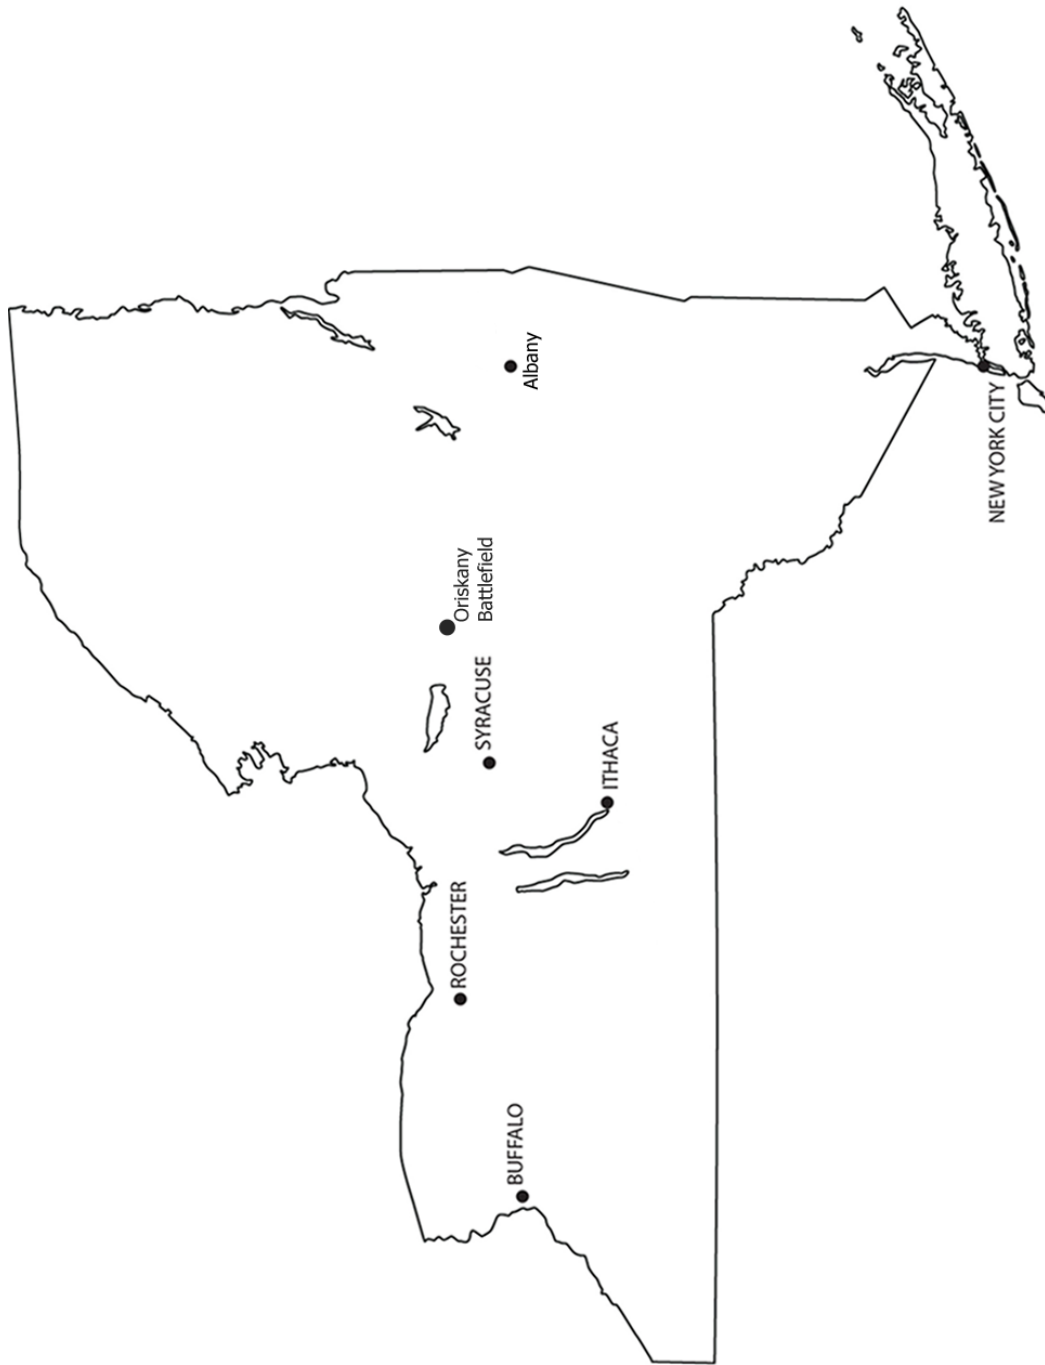 Oriskany
Battlefield
ROCHESTER
SYRACUSE
Albany
BUFFALO
ITHACA
NEW YORK CITY